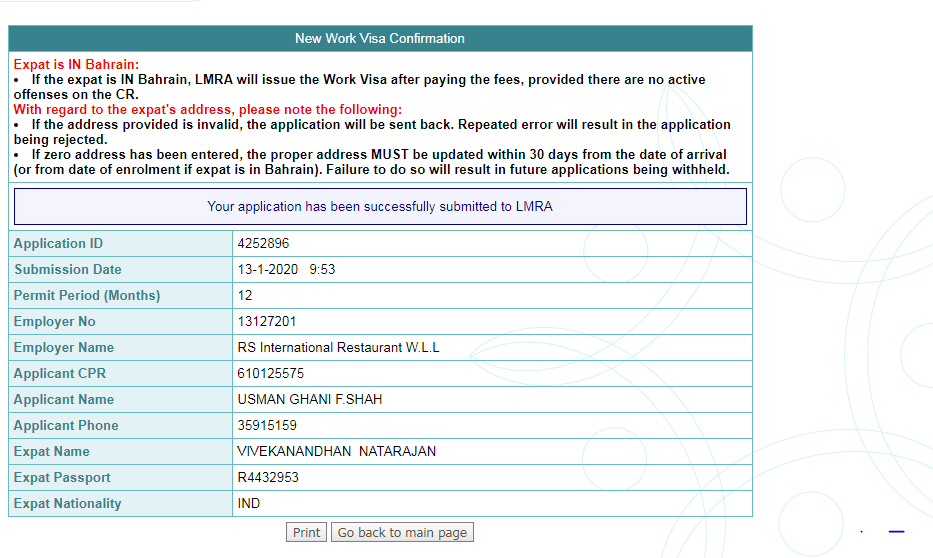 New Work Visa Confirmation
Expat is IN Bahrain:
• If the expat is IN Bahrain, LMRA will issue the Work Visa after paying the fees, provided there are no active
offenses on the CR.
With regard to the expat's address, please note the following:
• If the address provided is invalid, the application will be sent back. Repeated error will result in the application
being rejected.
• If zero address has been entered, the proper address MUST be updated within 30 days from the date of arrival
(or from date of enrolment if expat is in Bahrain). Failure to do so will result in future applications being withheld.
Your application has been successfully submitted to LMRA
Application ID 4252896
Submission Date 13-1-2020 9:53
Permit Period (Months) 12
Employer No 13127201
Employer Name RS International Restaurant W.L.L
Applicant CPR 610125575
Applicant Name USMAN GHANI F.SHAH
Applicant Phone 35915159
Expat Name VIVEKANANDHAN NATARAJAN
Expat Passport R4432953
Expat Nationality IND
Print Go back to main page